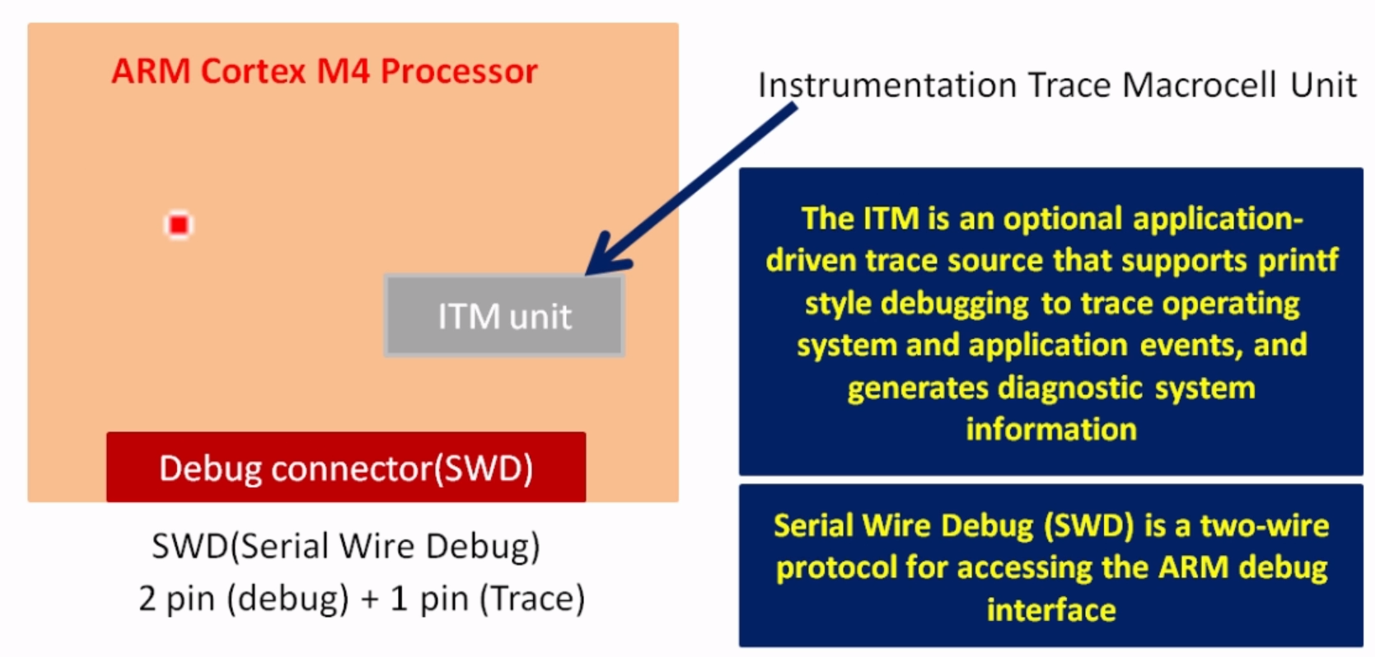 ARM Cortex M4 Processor
Instrumentation Trace Macrocell Unit
ITM unit
Debug connector(SWD)
SWD(Serial Wire Debug)
2 pin (debug) + 1 pin (Trace)
The ITM is an optional application-
driven trace source that supports printf
style debugging to trace operating
system and application events, and
generates diagnostic system
information
Serial Wire Debug (SWD) is a two-wire
protocol for accessing the ARM debug
interface